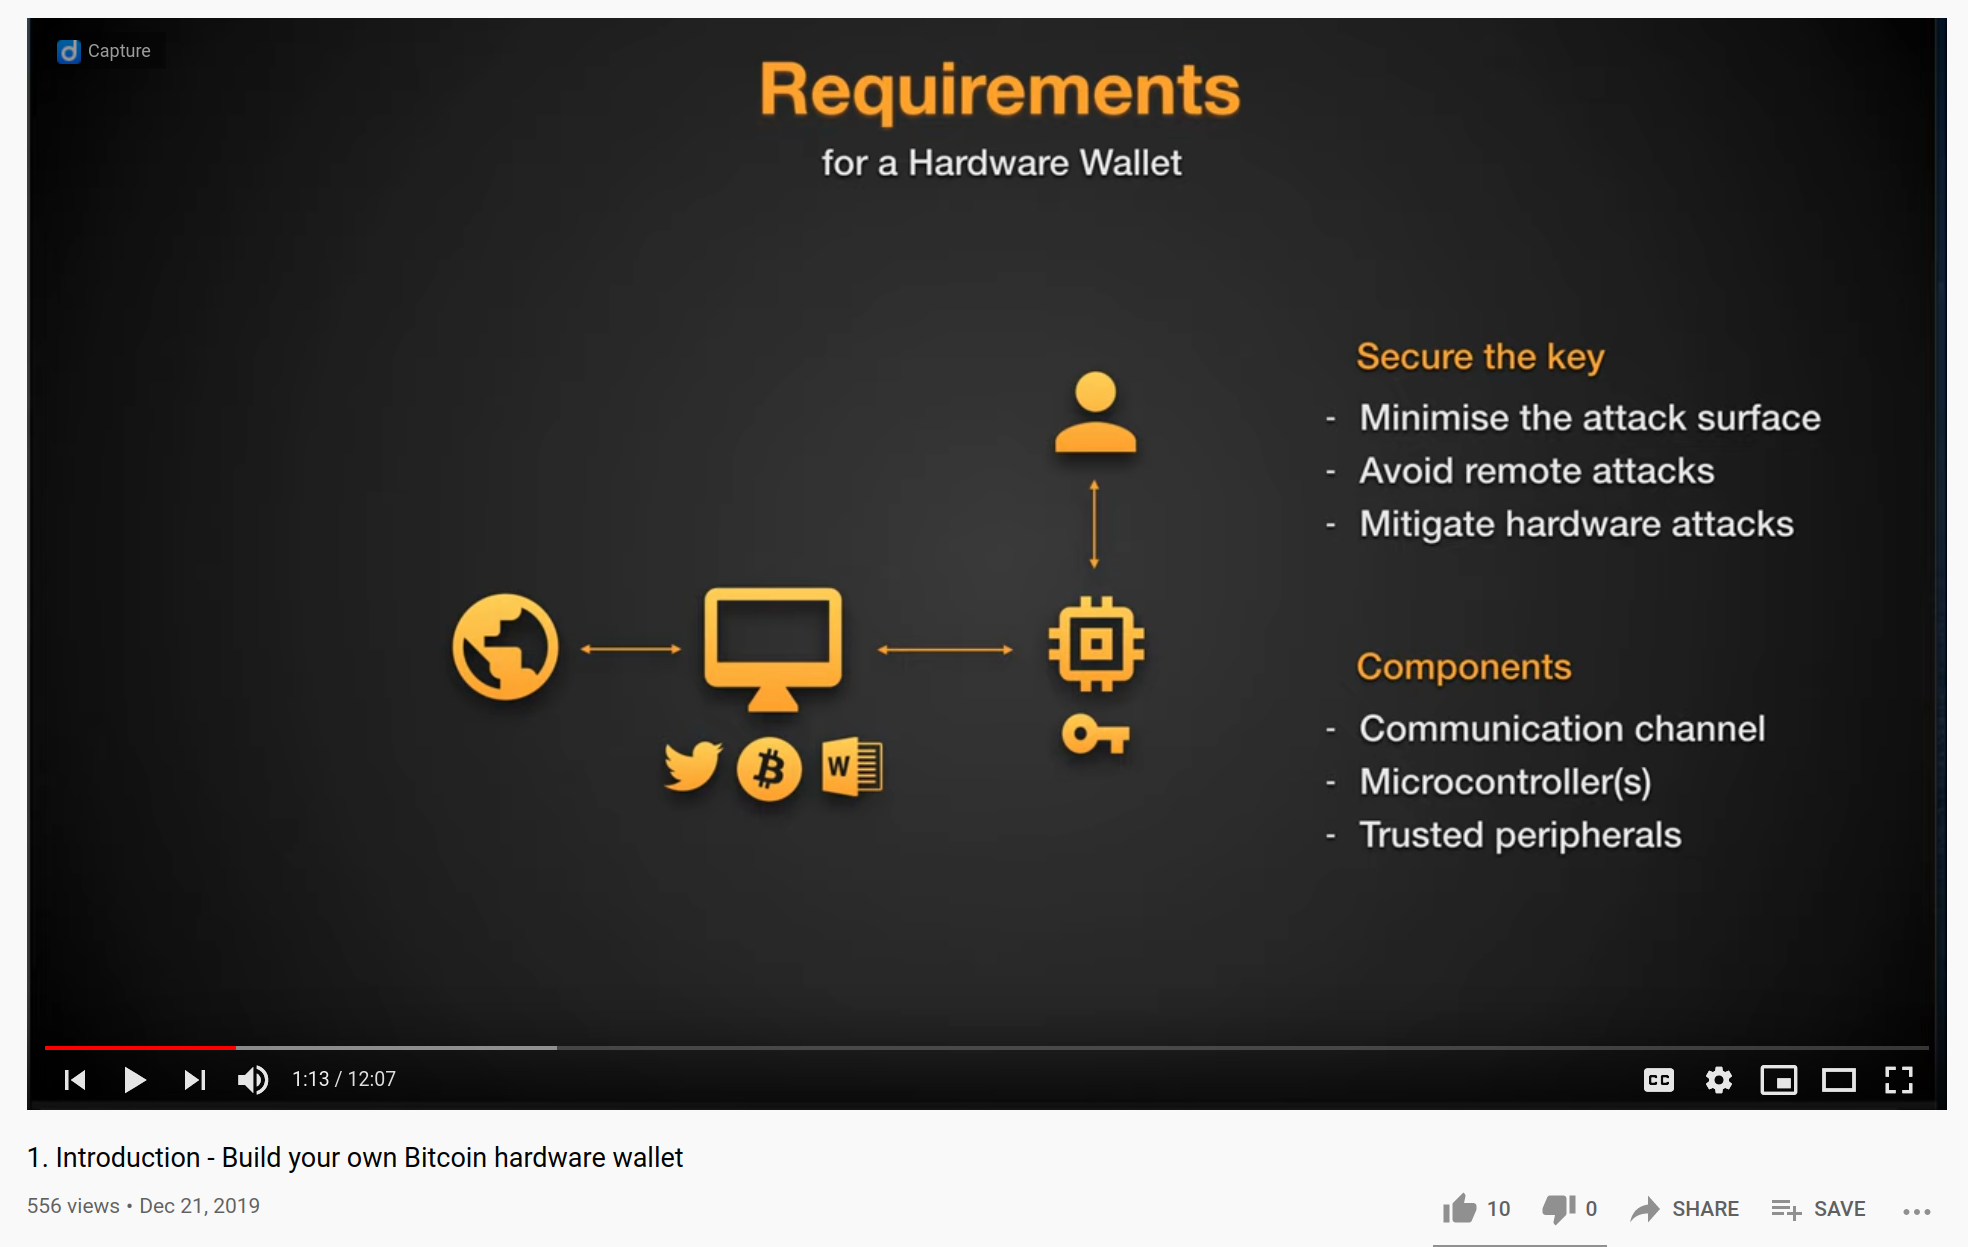 Capture
Requirements
for a Hardware Wallet
Secure the key
- Minimise the attack surface
- Avoid remote attacks
- Mitigate hardware attacks
W
Components
- Communication channel
- Microcontroller(s)
- Trusted peripherals
1:13 / 12:07
CC
1. Introduction - Build your own Bitcoin hardware wallet
556 views • Dec 21, 2019
10 0 SHARE SAVE